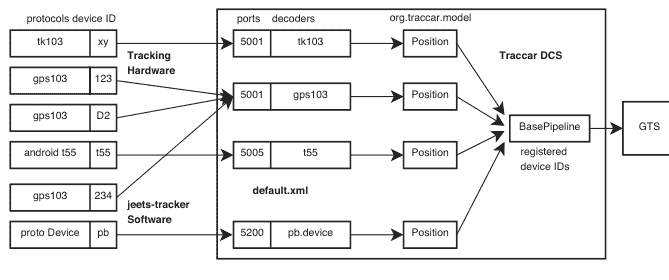 protocols device ID ports decoders org.traccar.model
tk103 xy 5001 tk103 Position
Tracking Hardware
Traccar DCS
gps103 123
gps103 D2 5001 gps103 Position
BasePipeline GTS
registered device IDs
android t55 t55 5005 t55 Position
default.xml
gps103 234
jeets-tracker Software
proto Device pb 5200 pb.device Position